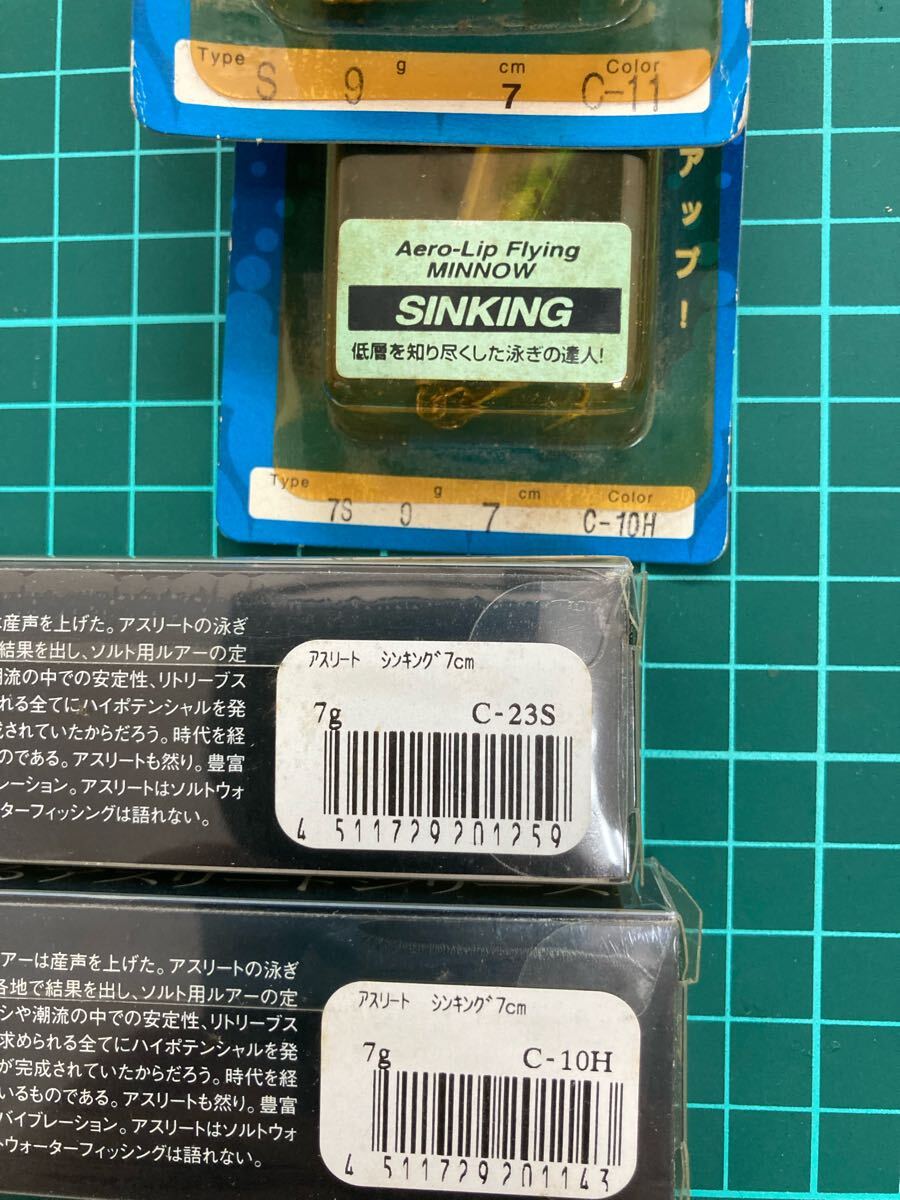 Type g cm Color
S 9 7 C-11
アップ！
Aero-Lip Flying
MINNOW
SINKING
低層を知り尽くした泳ぎの達人!
Type g cm Color
7S 9 7 C-10H
産声を上げた。アスリートの泳ぎ
結果を出し、ソルト用ルアーの定
潮流の中での安定性、リトリーブス
れる全てにハイポテンシャルを発
成されていたからだろう。時代を経
のである。アスリートも然り。豊富
レーション。アスリートはソルトウォ
ターフィッシングは語れない。
アスリート シンキング7cm
7g C-23S
4 511729 201259
アスリートシリーズ
アーは産声を上げた。アスリートの泳ぎ
各地で結果を出し、ソルト用ルアーの定
シや潮流の中での安定性、リトリーブス
求められる全てにハイポテンシャルを発
が完成されていたからだろう。時代を経
いるものである。アスリートも然り。豊富
バイブレーション。アスリートはソルトウォ
トウォーターフィッシングは語れない。
アスリート シンキング7cm
7g C-10H
4 511729 201143